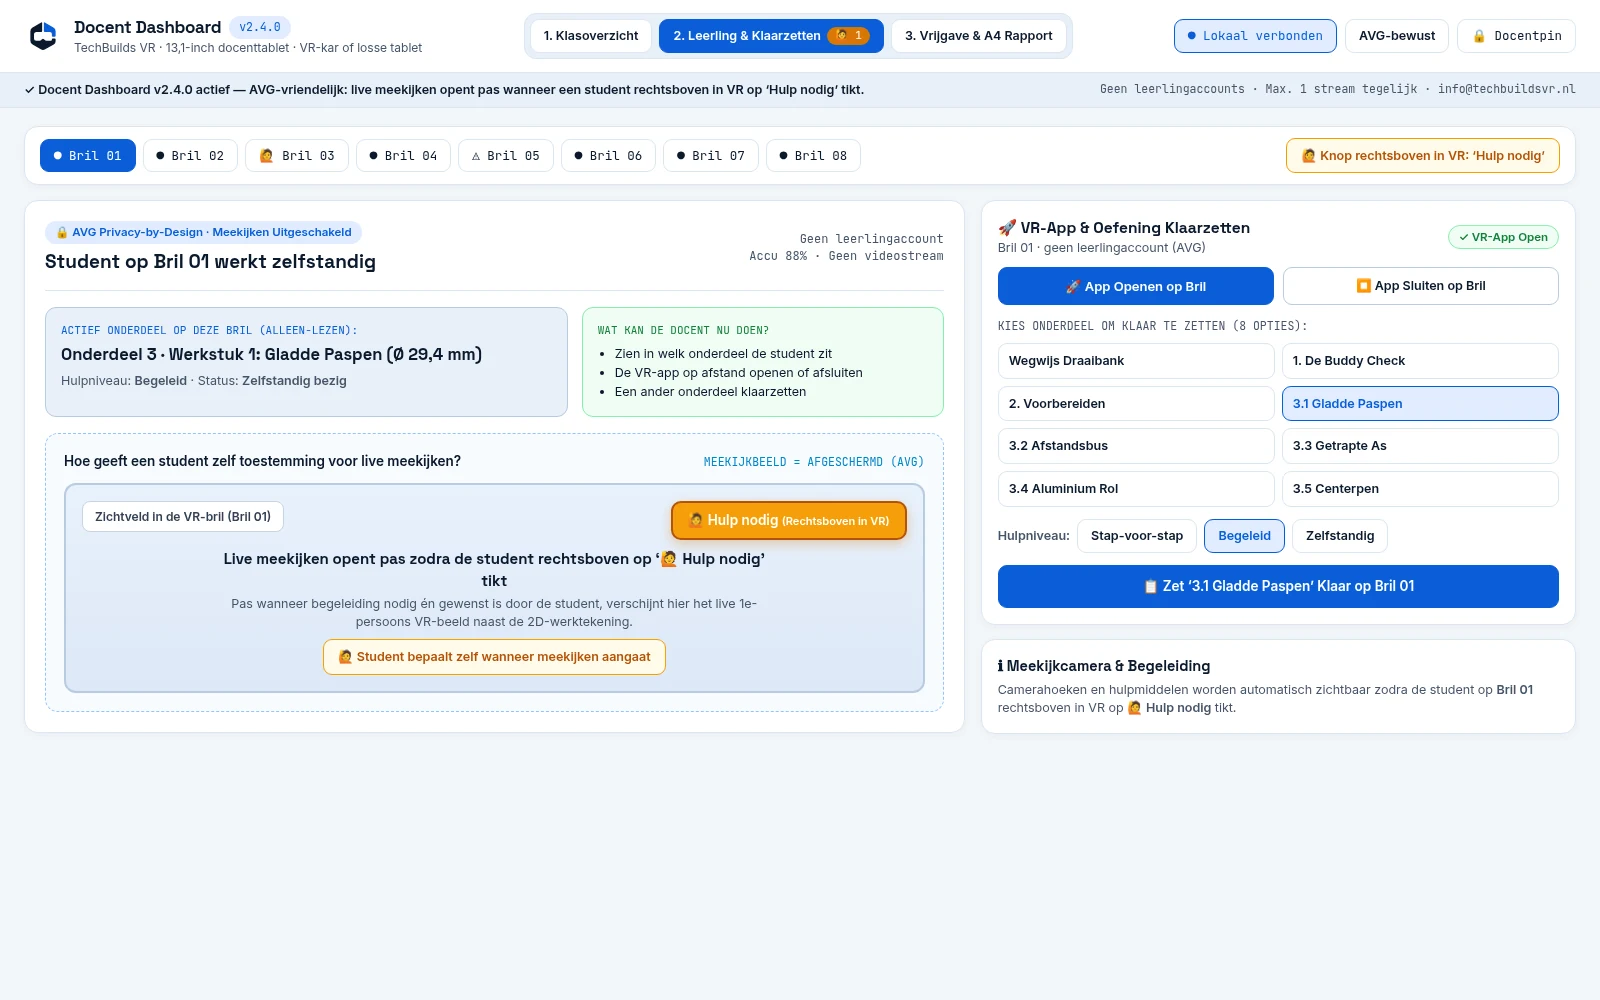 Docent Dashboard v2.4.0
TechBuilds VR · 13,1-inch docenttablet · VR-kar of losse tablet
1. Klasoverzicht
2. Leerling & Klaarzetten 🙋 1
3. Vrijgave & A4 Rapport
● Lokaal verbonden
AVG-bewust
🔒 Docentpin
✓ Docent Dashboard v2.4.0 actief — AVG-vriendelijk: live meekijken opent pas wanneer een student rechtsboven in VR op ‘Hulp nodig’ tikt.
Geen leerlingaccounts · Max. 1 stream tegelijk · info@techbuildsvr.nl
● Bril 01
● Bril 02
🙋 Bril 03
● Bril 04
⚠ Bril 05
● Bril 06
● Bril 07
● Bril 08
🙋 Knop rechtsboven in VR: ‘Hulp nodig’
🔒 AVG Privacy-by-Design · Meekijken Uitgeschakeld
Student op Bril 01 werkt zelfstandig
Geen leerlingaccount
Accu 88% · Geen videostream
ACTIEF ONDERDEEL OP DEZE BRIL (ALLEEN-LEZEN):
Onderdeel 3 · Werkstuk 1: Gladde Paspen (Ø 29,4 mm)
Hulpniveau: Begeleid · Status: Zelfstandig bezig
WAT KAN DE DOCENT NU DOEN?
• Zien in welk onderdeel de student zit
• De VR-app op afstand openen of afsluiten
• Een ander onderdeel klaarzetten
Hoe geeft een student zelf toestemming voor live meekijken?
MEEKIJKBEELD = AFGESCHERMD (AVG)
Zichtveld in de VR-bril (Bril 01)
🙋 Hulp nodig (Rechtsboven in VR)
Live meekijken opent pas zodra de student rechtsboven op ‘🙋 Hulp nodig’
tikt
Pas wanneer begeleiding nodig én gewenst is door de student, verschijnt hier het live 1e-
persoons VR-beeld naast de 2D-werktekening.
🙋 Student bepaalt zelf wanneer meekijken aangaat
🚀 VR-App & Oefening Klaarzetten
Bril 01 · geen leerlingaccount (AVG)
✓ VR-App Open
🚀 App Openen op Bril
⏹ App Sluiten op Bril
KIES ONDERDEEL OM KLAAR TE ZETTEN (8 OPTIES):
Wegwijs Draaibank
1. De Buddy Check
2. Voorbereiden
3.1 Gladde Paspen
3.2 Afstandsbus
3.3 Getrapte As
3.4 Aluminium Rol
3.5 Centerpen
Hulpniveau:
Stap-voor-stap
Begeleid
Zelfstandig
📋 Zet ‘3.1 Gladde Paspen’ Klaar op Bril 01
ℹ Meekijkcamera & Begeleiding
Camerahoeken en hulpmiddelen worden automatisch zichtbaar zodra de student op Bril 01
rechtsboven in VR op 🙋 Hulp nodig tikt.